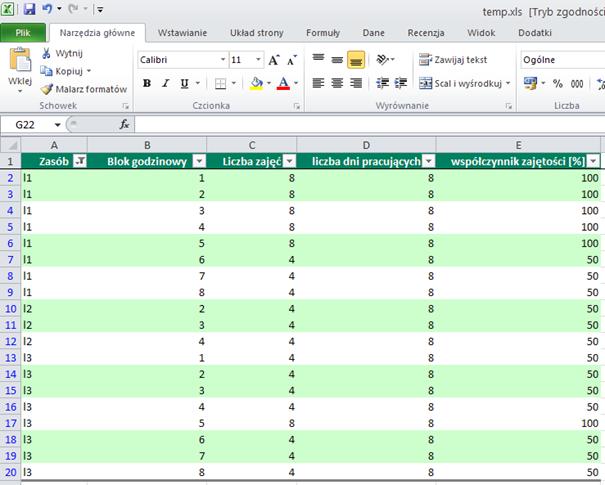 temp.xls [Tryb zgodności
Plik Narzędzia główne Wstawianie Układ strony Formuły Dane Recenzja Widok Dodatki
Wklej Wytnij Kopiuj Malarz formatów
Calibri 11 A A
B I U A
Zawijaj tekst
Scal i wyśrodkuj
Ogólne
% 000
Schowek Czcionka Wyrównanie Liczba
G22 fx
A B C D E
1 Zasób Blok godzinowy Liczba zajęć liczba dni pracujących współczynnik zajętości [%]
2 l1 1 8 8 100
3 l1 2 8 8 100
4 l1 3 8 8 100
5 l1 4 8 8 100
6 l1 5 8 8 100
7 l1 6 4 8 50
8 l1 7 4 8 50
9 l1 8 4 8 50
10 l2 2 4 8 50
11 l2 3 4 8 50
12 l2 4 4 8 50
13 l3 1 4 8 50
14 l3 2 4 8 50
15 l3 3 4 8 50
16 l3 4 4 8 50
17 l3 5 8 8 100
18 l3 6 4 8 50
19 l3 7 4 8 50
20 l3 8 4 8 50